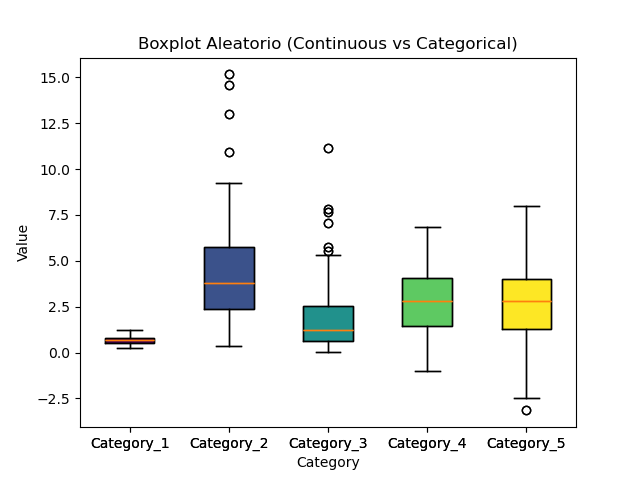 Boxplot Aleatorio (Continuous vs Categorical)
15.0
12.5
10.0
7.5
5.0
2.5
0.0
−2.5
Value
Category_1 Category_2 Category_3 Category_4 Category_5
Category